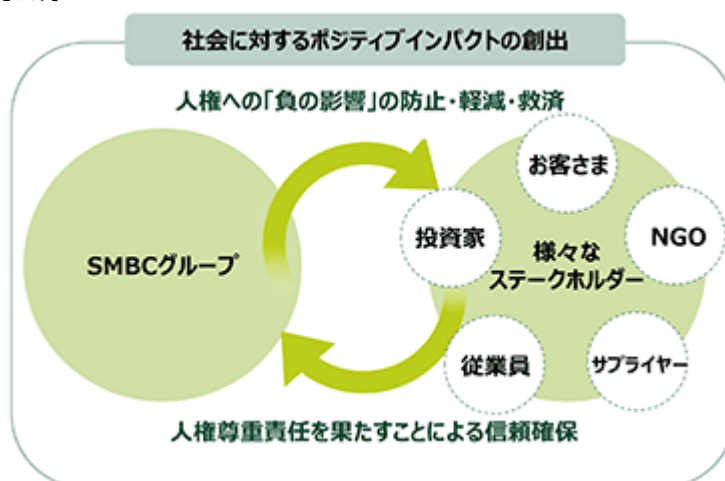 社会に対するポジティブインパクトの創出
人権への「負の影響」の防止・軽減・救済
お客さま
投資家
NGO
SMBCグループ
様々な
ステークホルダー
従業員
サプライヤー
人権尊重責任を果たすことによる信頼確保